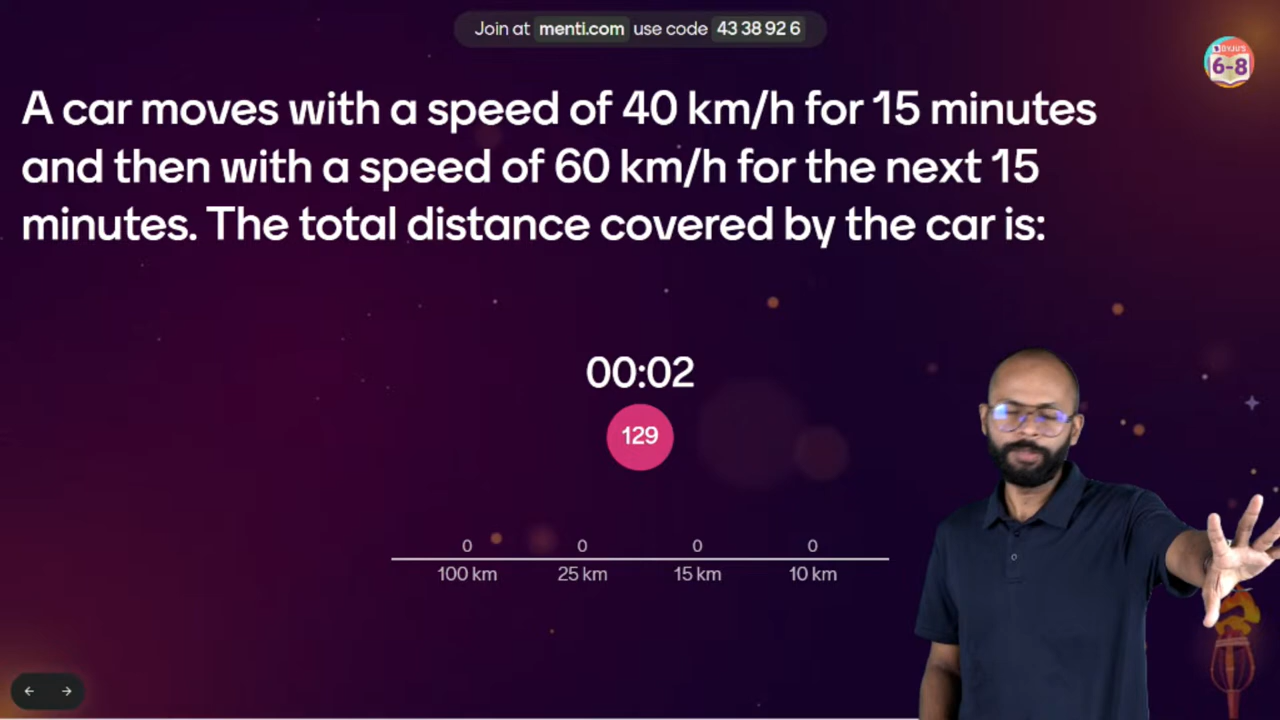 Join at menti.com use code 43 38 92 6
BYJU'S
6-8
A car moves with a speed of 40 km/h for 15 minutes
and then with a speed of 60 km/h for the next 15
minutes. The total distance covered by the car is:
00:02
129
0 0 0 0
100 km 25 km 15 km 10 km